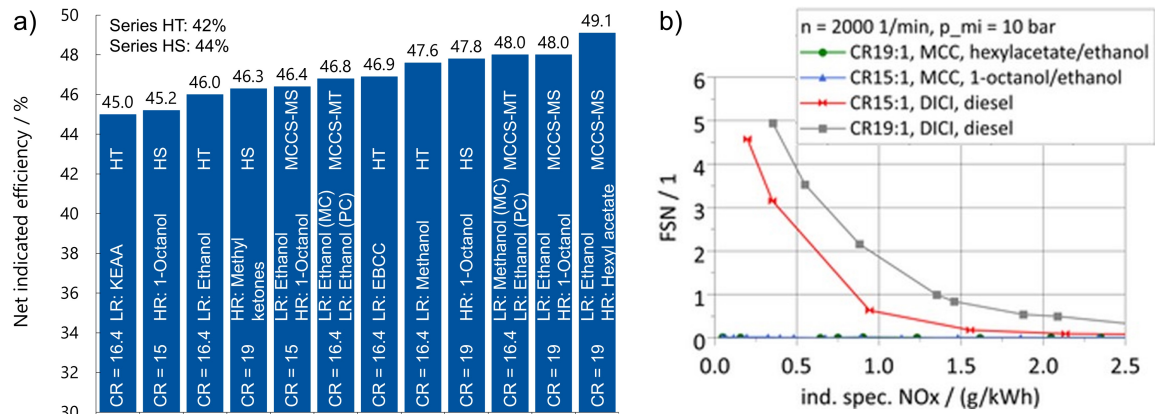 a)
Net indicated efficiency / %
50
48
46
44
42
40
38
36
34
32
30
Series HT: 42%
Series HS: 44%
45.0
45.2
46.0
46.3
46.4
46.8
46.9
47.6
47.8
48.0
48.0
49.1
CR = 16.4 LR: KEAA HT
CR = 15 HR: 1-Octanol HS
CR = 16.4 LR: Ethanol HT
CR = 19 HR: Methyl HS
ketones
CR = 15 LR: Ethanol MCCS-MS
HR: 1-Octanol
CR = 16.4 LR: Ethanol (MC) MCCS-MT
LR: Ethanol (PC)
CR = 16.4 LR: EBCC HT
CR = 16.4 LR: Methanol HT
CR = 19 HR: 1-Octanol HS
CR = 16.4 LR: Methanol (MC) MCCS-MT
LR: Ethanol (PC)
CR = 19 LR: Ethanol MCCS-MS
HR: 1-Octanol
CR = 19 LR: Ethanol MCCS-MS
HR: Hexyl acetate
b)
n = 2000 1/min, p_mi = 10 bar
CR19:1, MCC, hexylacetate/ethanol
CR15:1, MCC, 1-octanol/ethanol
CR15:1, DICI, diesel
CR19:1, DICI, diesel
FSN / 1
6
5
4
3
2
1
0
0.0 0.5 1.0 1.5 2.0 2.5
ind. spec. NOx / (g/kWh)